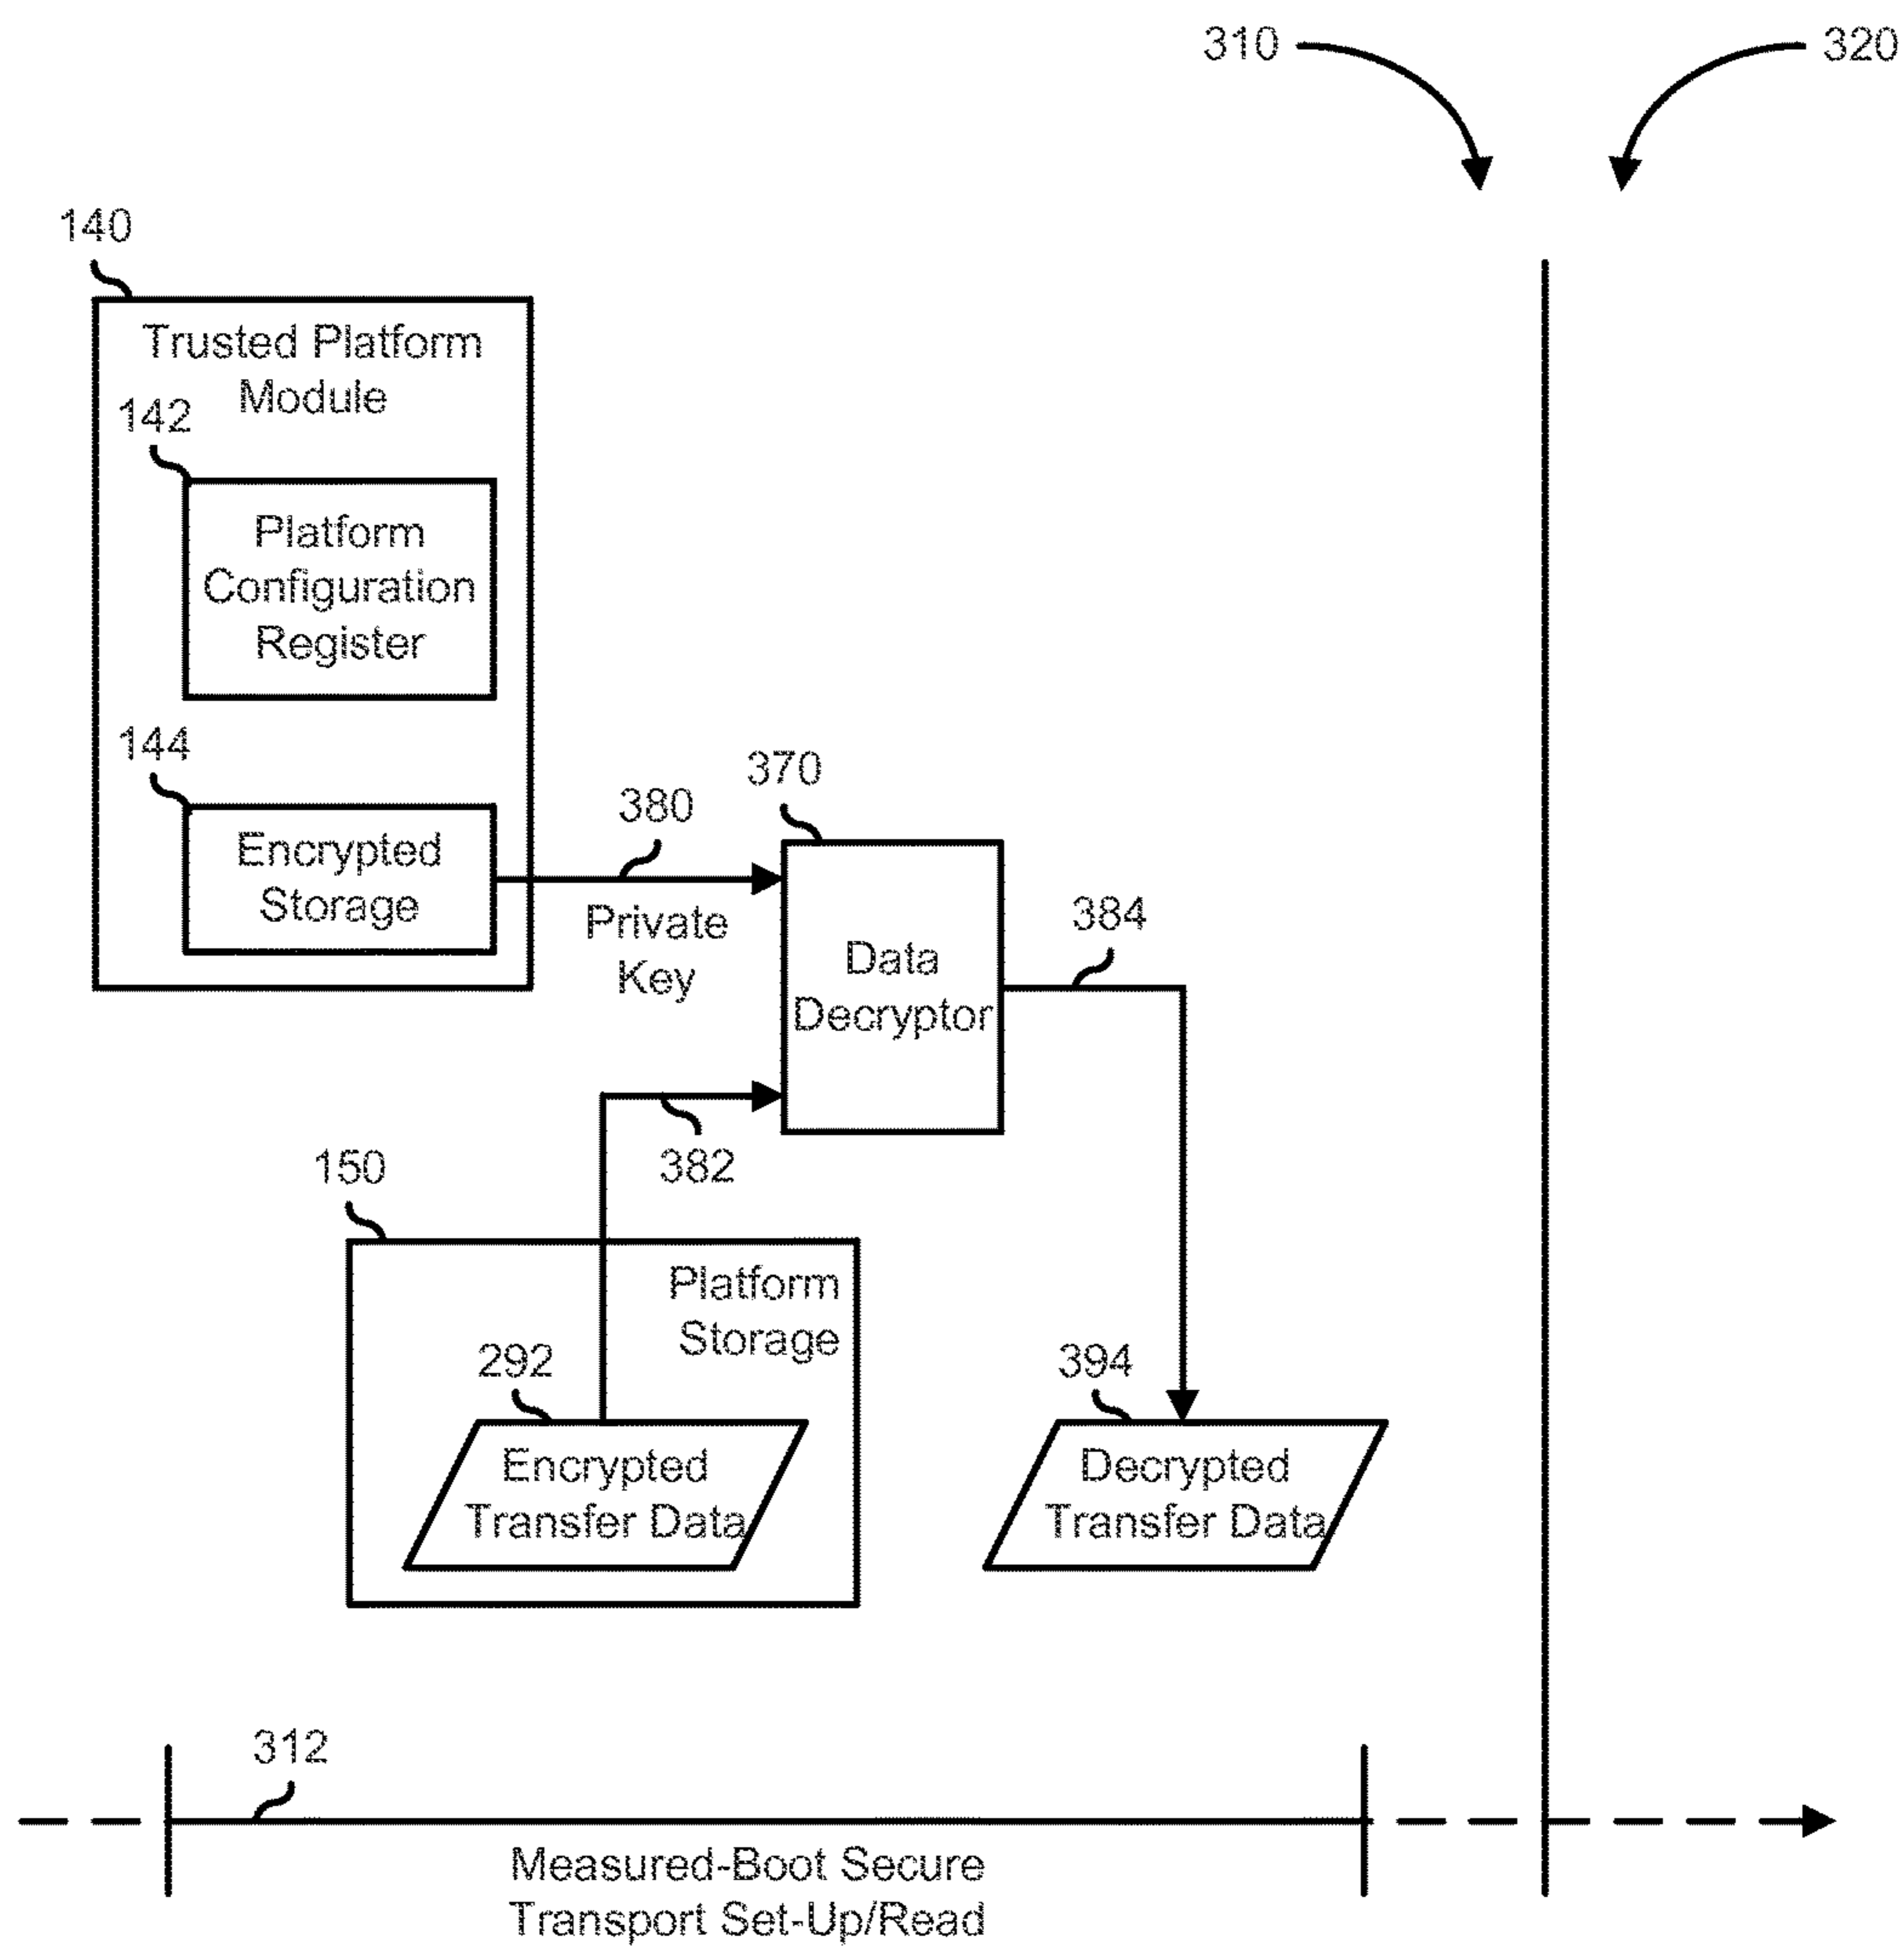 310
320
140
Trusted Platform
Module
142
Platform
Configuration
Register
144
Encrypted
Storage
380
Private
Key
370
Data
Decryptor
384
382
150
Platform
Storage
292
Encrypted
Transfer Data
394
Decrypted
Transfer Data
312
Measured-Boot Secure
Transport Set-Up/Read